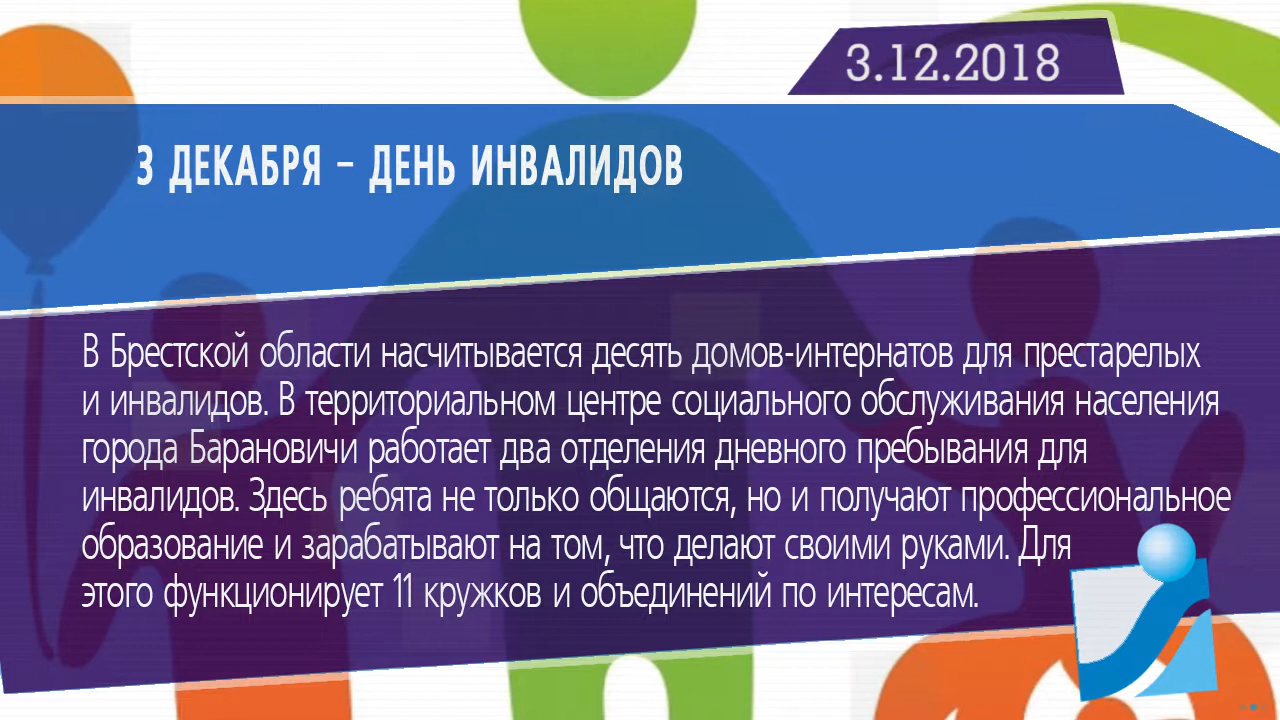 3.12.2018
3 ДЕКАБРЯ – ДЕНЬ ИНВАЛИДОВ
В Брестской области насчитывается десять домов-интернатов для престарелых
и инвалидов. В территориальном центре социального обслуживания населения
города Барановичи работает два отделения дневного пребывания для
инвалидов. Здесь ребята не только общаются, но и получают профессиональное
образование и зарабатывают на том, что делают своими руками. Для
этого функционирует 11 кружков и объединений по интересам.